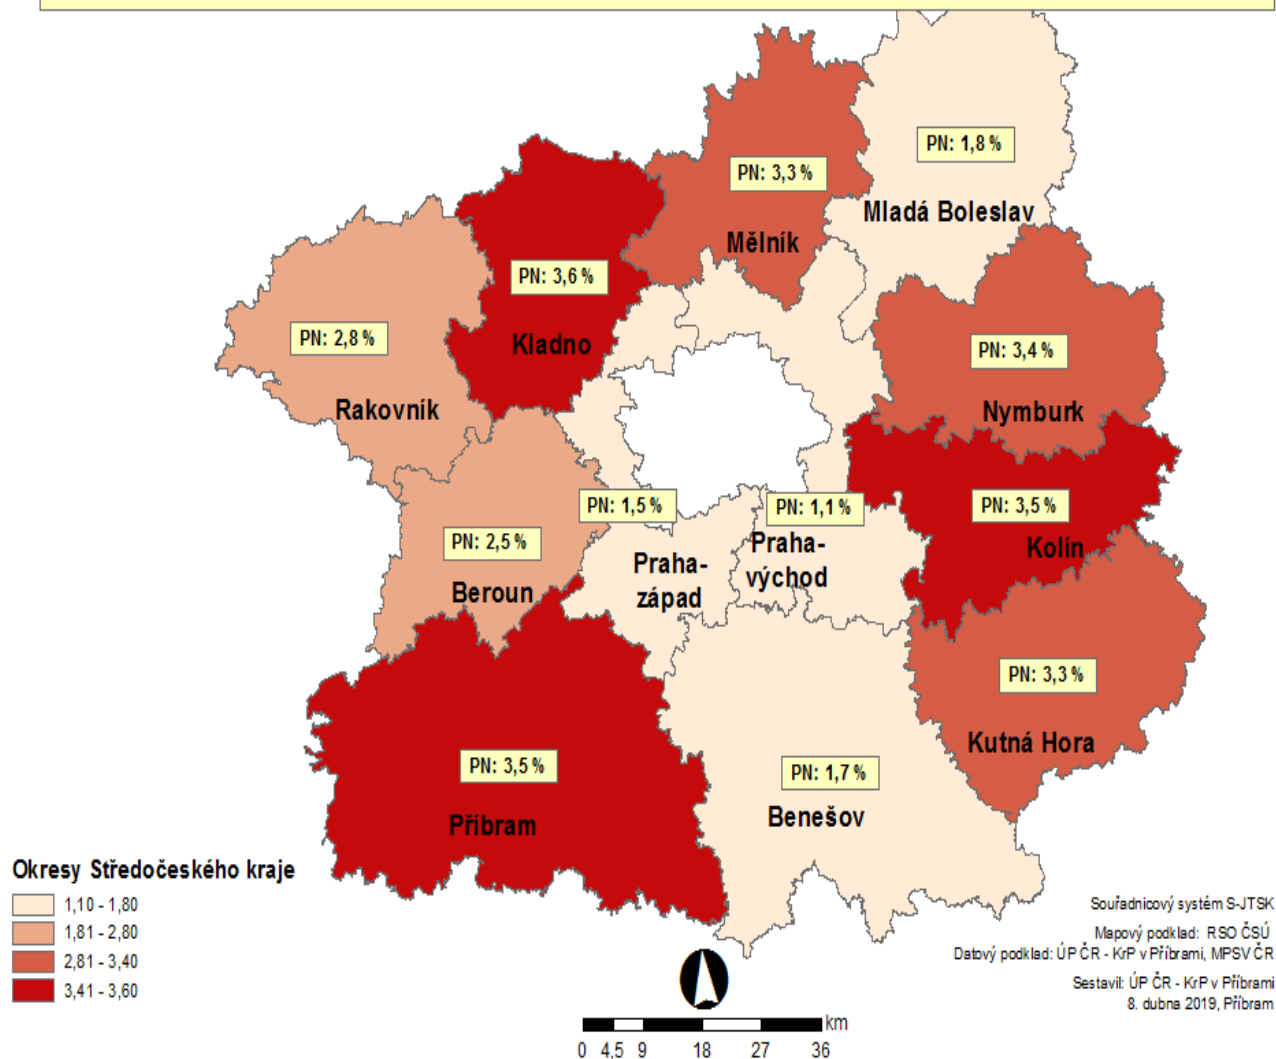 PN: 1,8 %
Mladá Boleslav
PN: 3,3 %
Mělník
PN: 3,6 %
Kladno
PN: 2,8 %
Rakovník
PN: 3,4 %
Nymburk
PN: 3,5 %
Kolín
PN: 1,5 %
Praha-
západ
PN: 1,1 %
Praha-
východ
PN: 2,5 %
Beroun
PN: 3,3 %
Kutná Hora
PN: 3,5 %
Příbram
PN: 1,7 %
Benešov
Okresy Středočeského kraje
1,10 - 1,80
1,81 - 2,80
2,81 - 3,40
3,41 - 3,60
Souřadnicový systém S-JTSK
Mapový podklad: RSO ČSÚ
Datový podklad: ÚP ČR - KrP v Příbrami, MPSV ČR
Sestavil: ÚP ČR - KrP v Příbrami
8. dubna 2019, Příbram
km
0 4,5 9 18 27 36